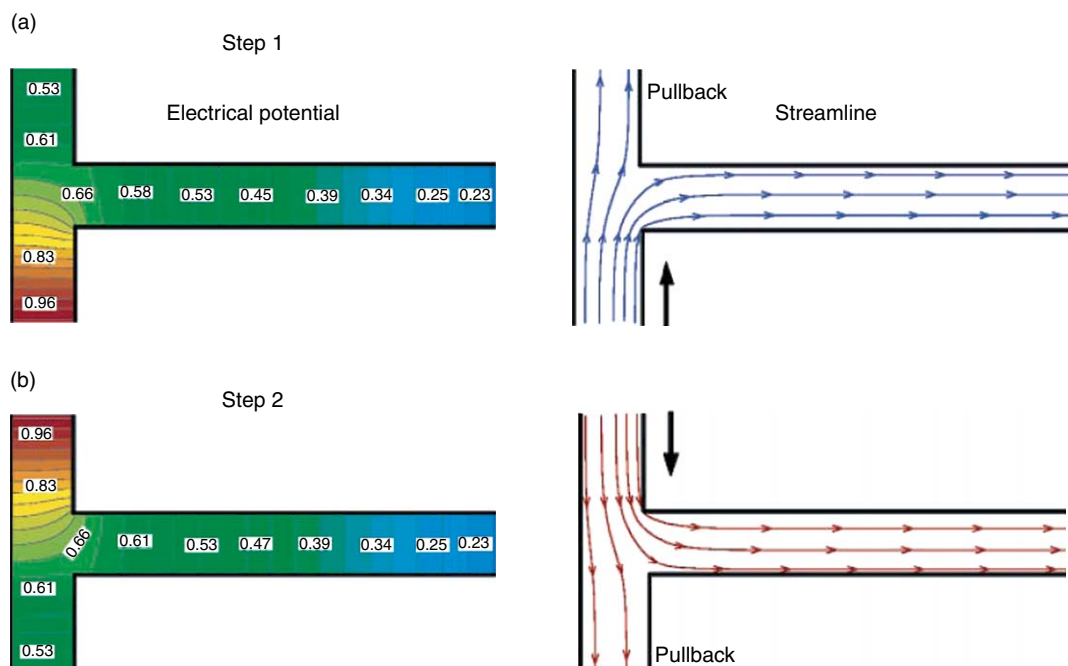 (a)
Step 1
Electrical potential
0.53
0.61
0.66 0.58 0.53 0.45 0.39 0.34 0.25 0.23
0.83
0.96
Pullback
Streamline
(b)
Step 2
0.96
0.83
0.66 0.61 0.53 0.47 0.39 0.34 0.25 0.23
0.61
0.53
Pullback